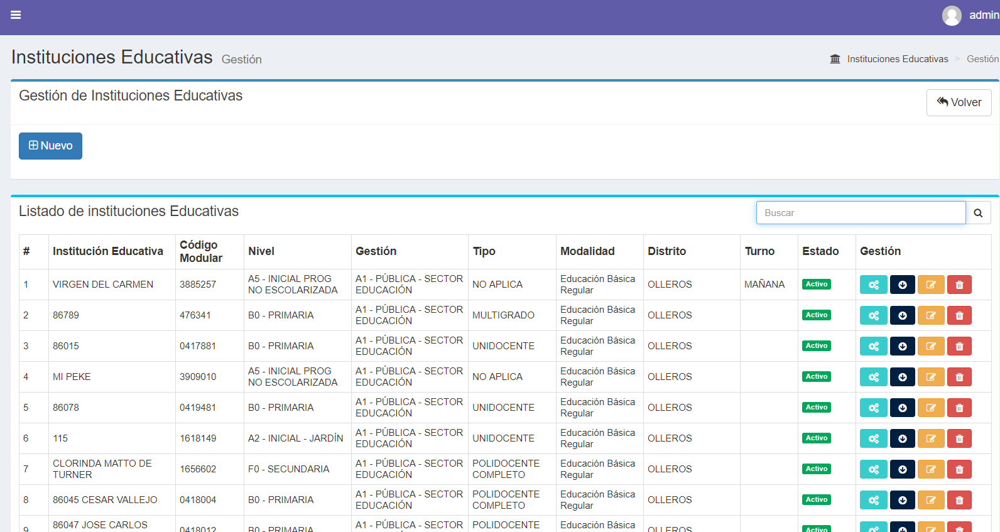 admin
Instituciones Educativas Gestión
Instituciones Educativas > Gestión
Gestión de Instituciones Educativas
Volver
Nuevo
Listado de instituciones Educativas
Buscar
# Institución Educativa Código Modular Nivel Gestión Tipo Modalidad Distrito Turno Estado Gestión
1 VIRGEN DEL CARMEN 3885257 A5 - INICIAL PROG NO ESCOLARIZADA A1 - PÚBLICA - SECTOR EDUCACIÓN NO APLICA Educación Básica Regular OLLEROS MAÑANA Activo
2 86789 476341 B0 - PRIMARIA A1 - PÚBLICA - SECTOR EDUCACIÓN MULTIGRADO Educación Básica Regular OLLEROS Activo
3 86015 0417881 B0 - PRIMARIA A1 - PÚBLICA - SECTOR EDUCACIÓN UNIDOCENTE Educación Básica Regular OLLEROS Activo
4 MI PEKE 3909010 A5 - INICIAL PROG NO ESCOLARIZADA A1 - PÚBLICA - SECTOR EDUCACIÓN NO APLICA Educación Básica Regular OLLEROS Activo
5 86078 0419481 B0 - PRIMARIA A1 - PÚBLICA - SECTOR EDUCACIÓN UNIDOCENTE Educación Básica Regular OLLEROS Activo
6 115 1618149 A2 - INICIAL - JARDÍN A1 - PÚBLICA - SECTOR EDUCACIÓN UNIDOCENTE Educación Básica Regular OLLEROS Activo
7 CLORINDA MATTO DE TURNER 1656602 F0 - SECUNDARIA A1 - PÚBLICA - SECTOR EDUCACIÓN POLIDOCENTE COMPLETO Educación Básica Regular OLLEROS Activo
8 86045 CESAR VALLEJO 0418004 B0 - PRIMARIA A1 - PÚBLICA - SECTOR EDUCACIÓN POLIDOCENTE COMPLETO Educación Básica Regular OLLEROS Activo
9 86047 JOSE CARLOS 0418012 B0 - PRIMARIA A1 - PÚBLICA - SECTOR POLIDOCENTE Educación Básica OLLEROS Activo